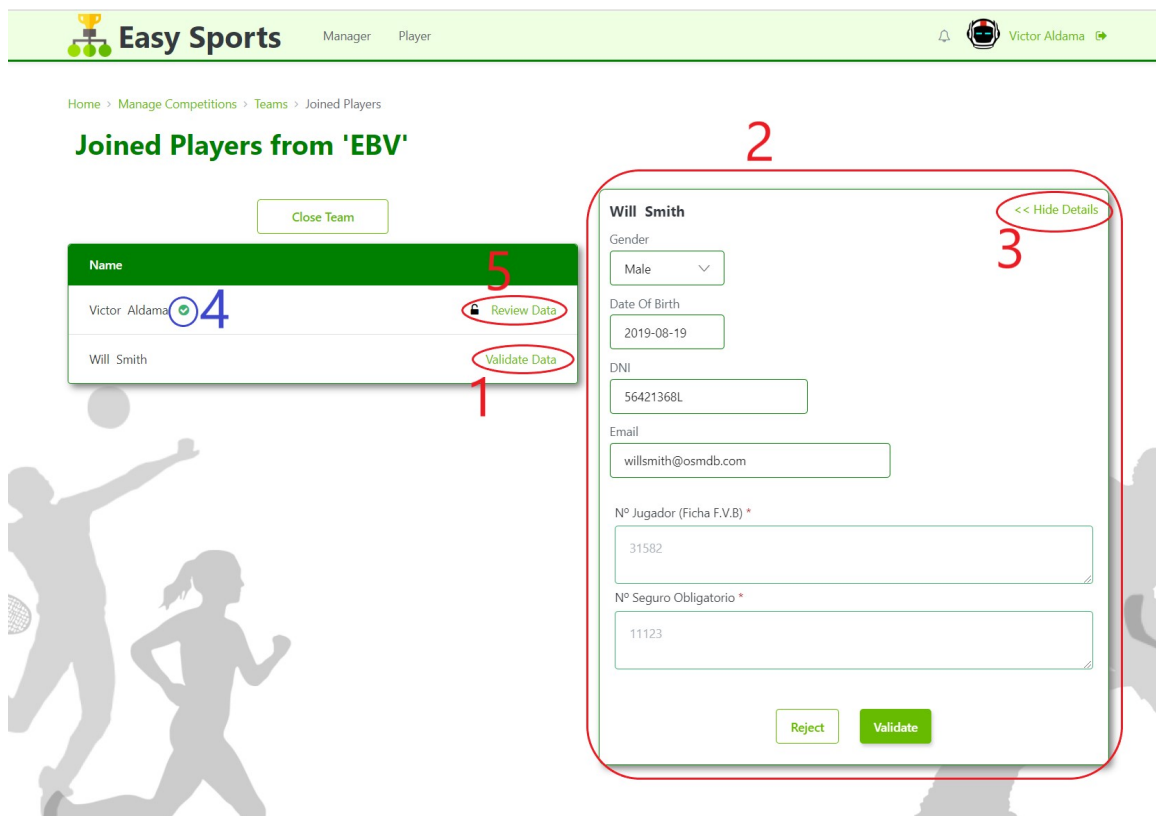 Easy Sports Manager Player Victor Aldama
Home > Manage Competitions > Teams > Joined Players
Joined Players from 'EBV'
2
Close Team
Name
5
Victor Aldama 4 Review Data
Will Smith Validate Data
1
Will Smith << Hide Details
3
Gender
Male
Date Of Birth
2019-08-19
DNI
56421368L
Email
willsmith@osmdb.com
Nº Jugador (Ficha F.V.B) *
31582
Nº Seguro Obligatorio *
11123
Reject Validate